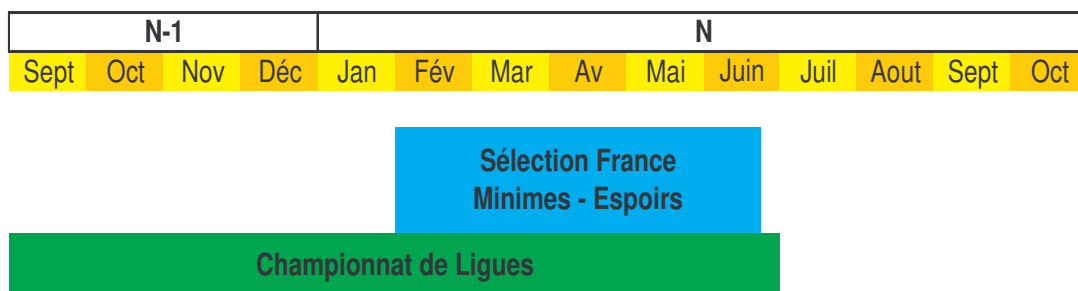 N-1 N
Sept Oct Nov Déc Jan Fév Mar Av Mai Juin Juil Aout Sept Oct
Sélection France
Minimes - Espoirs
Championnat de Ligues